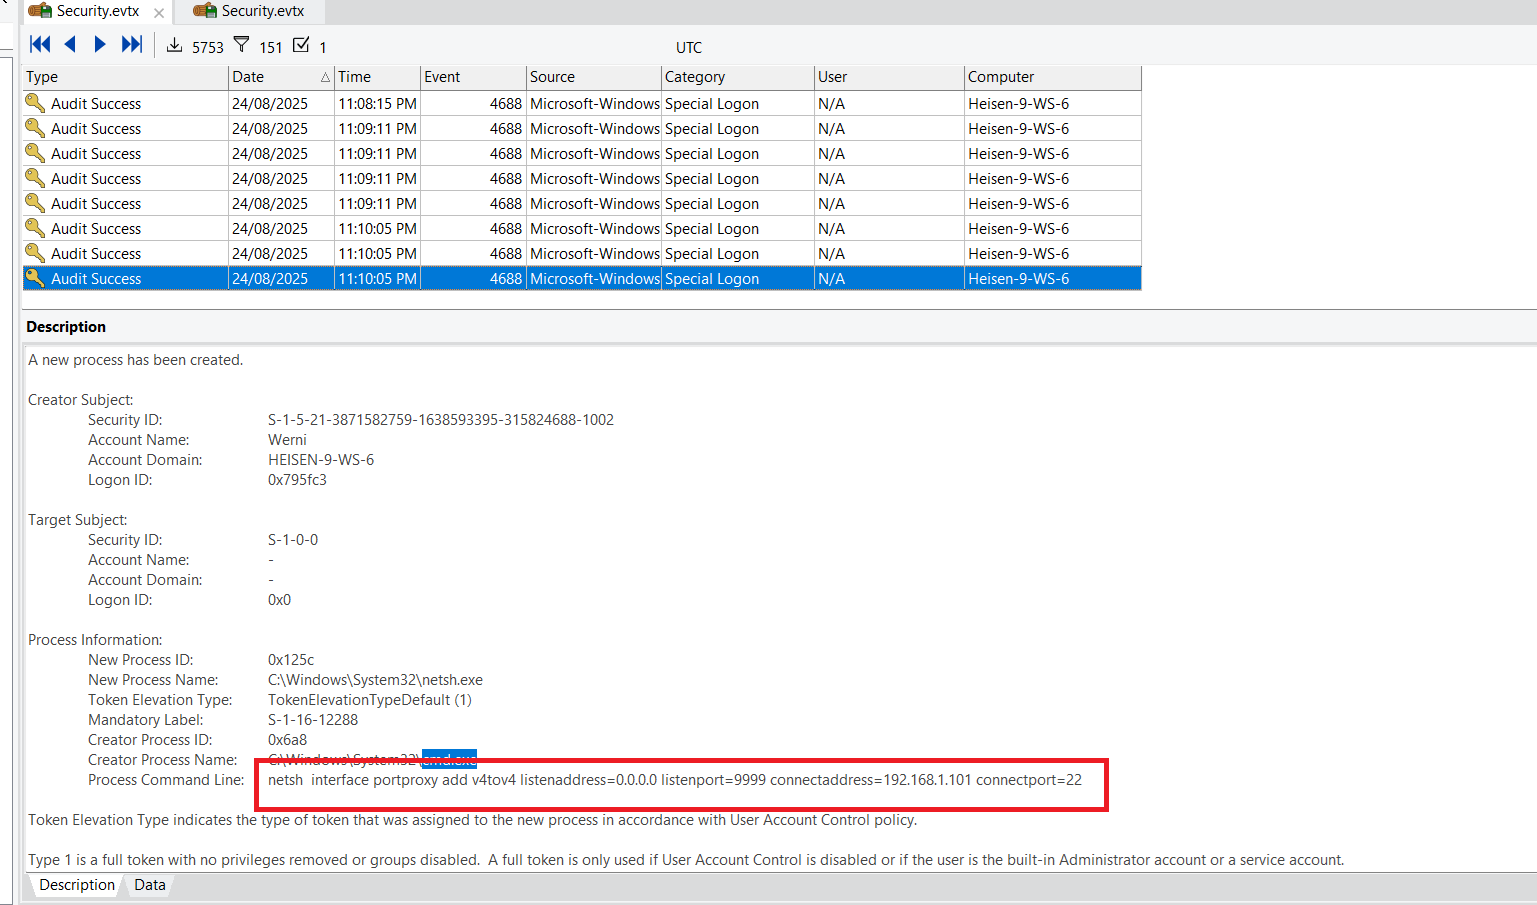 Security.evtx Security.evtx
5753 151 1 UTC
Type Date Time Event Source Category User Computer
Audit Success 24/08/2025 11:08:15 PM 4688 Microsoft-Windows Special Logon N/A Heisen-9-WS-6
Audit Success 24/08/2025 11:09:11 PM 4688 Microsoft-Windows Special Logon N/A Heisen-9-WS-6
Audit Success 24/08/2025 11:09:11 PM 4688 Microsoft-Windows Special Logon N/A Heisen-9-WS-6
Audit Success 24/08/2025 11:09:11 PM 4688 Microsoft-Windows Special Logon N/A Heisen-9-WS-6
Audit Success 24/08/2025 11:09:11 PM 4688 Microsoft-Windows Special Logon N/A Heisen-9-WS-6
Audit Success 24/08/2025 11:10:05 PM 4688 Microsoft-Windows Special Logon N/A Heisen-9-WS-6
Audit Success 24/08/2025 11:10:05 PM 4688 Microsoft-Windows Special Logon N/A Heisen-9-WS-6
Audit Success 24/08/2025 11:10:05 PM 4688 Microsoft-Windows Special Logon N/A Heisen-9-WS-6
Description
A new process has been created.
Creator Subject:
Security ID: S-1-5-21-3871582759-1638593395-315824688-1002
Account Name: Werni
Account Domain: HEISEN-9-WS-6
Logon ID: 0x795fc3
Target Subject:
Security ID: S-1-0-0
Account Name: -
Account Domain: -
Logon ID: 0x0
Process Information:
New Process ID: 0x125c
New Process Name: C:\Windows\System32\netsh.exe
Token Elevation Type: TokenElevationTypeDefault (1)
Mandatory Label: S-1-16-12288
Creator Process ID: 0x6a8
Creator Process Name: C:\Windows\System32\cmd.exe
Process Command Line: netsh  interface portproxy add v4tov4 listenaddress=0.0.0.0 listenport=9999 connectaddress=192.168.1.101 connectport=22
Token Elevation Type indicates the type of token that was assigned to the new process in accordance with User Account Control policy.
Type 1 is a full token with no privileges removed or groups disabled.  A full token is only used if User Account Control is disabled or if the user is the built-in Administrator account or a service account.
Description Data